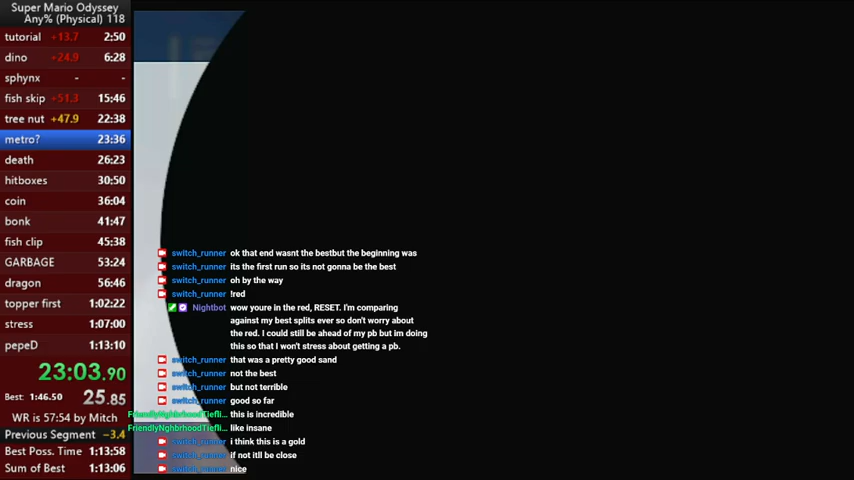 Super Mario Odyssey
Any% (Physical) 118
tutorial +13.7 2:50
dino +24.9 6:28
sphynx - -
fish skip +51.3 15:46
tree nut +47.9 22:38
metro? 23:36
death 26:23
hitboxes 30:50
coin 36:04
bonk 41:47
fish clip 45:38
GARBAGE 53:24
dragon 56:46
topper first 1:02:22
stress 1:07:00
pepeD 1:13:10
23:03.90
Best: 1:46.50 25.85
WR is 57:54 by Mitch
Previous Segment -3.4
Best Poss. Time 1:13:58
Sum of Best 1:13:06
switch_runner ok that end wasnt the bestbut the beginning was
switch_runner its the first run so its not gonna be the best
switch_runner oh by the way
switch_runner !red
Nightbot wow youre in the red, RESET. I'm comparing
against my best splits ever so don't worry about
the red. I could still be ahead of my pb but im doing
this so that I won't stress about getting a pb.
switch_runner that was a pretty good sand
switch_runner not the best
switch_runner but not terrible
switch_runner good so far
FriendlyNghbrhoodTiefli... this is incredible
FriendlyNghbrhoodTiefli... like insane
switch_runner i think this is a gold
switch_runner if not itll be close
switch_runner nice